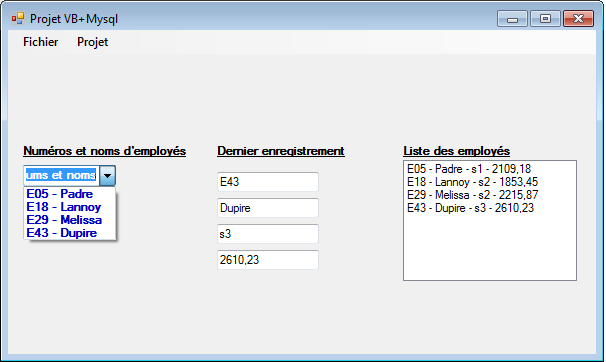 Projet VB+Mysql
Fichier Projet
Numéros et noms d'employés
ums et noms
E05 - Padre
E18 - Lannoy
E29 - Melissa
E43 - Dupire
Dernier enregistrement
E43
Dupire
s3
2610,23
Liste des employés
E05 - Padre - s1 - 2109,18
E18 - Lannoy - s2 - 1853,45
E29 - Melissa - s2 - 2215,87
E43 - Dupire - s3 - 2610,23